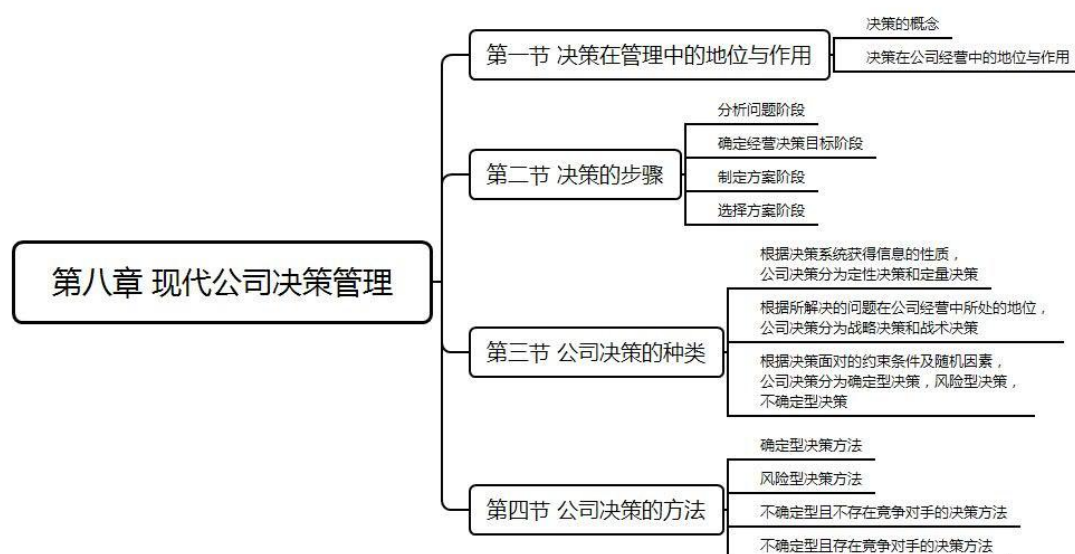 决策的概念
第一节 决策在管理中的地位与作用
决策在公司经营中的地位与作用
分析问题阶段
确定经营决策目标阶段
第二节 决策的步骤
制定方案阶段
选择方案阶段
第八章 现代公司决策管理
根据决策系统获得信息的性质，
公司决策分为定性决策和定量决策
根据所解决的问题在公司经营中所处的地位，
公司决策分为战略决策和战术决策
第三节 公司决策的种类
根据决策面对的约束条件及随机因素，
公司决策分为确定型决策，风险型决策，
不确定型决策
确定型决策方法
风险型决策方法
第四节 公司决策的方法
不确定型且不存在竞争对手的决策方法
不确定型且存在竞争对手的决策方法